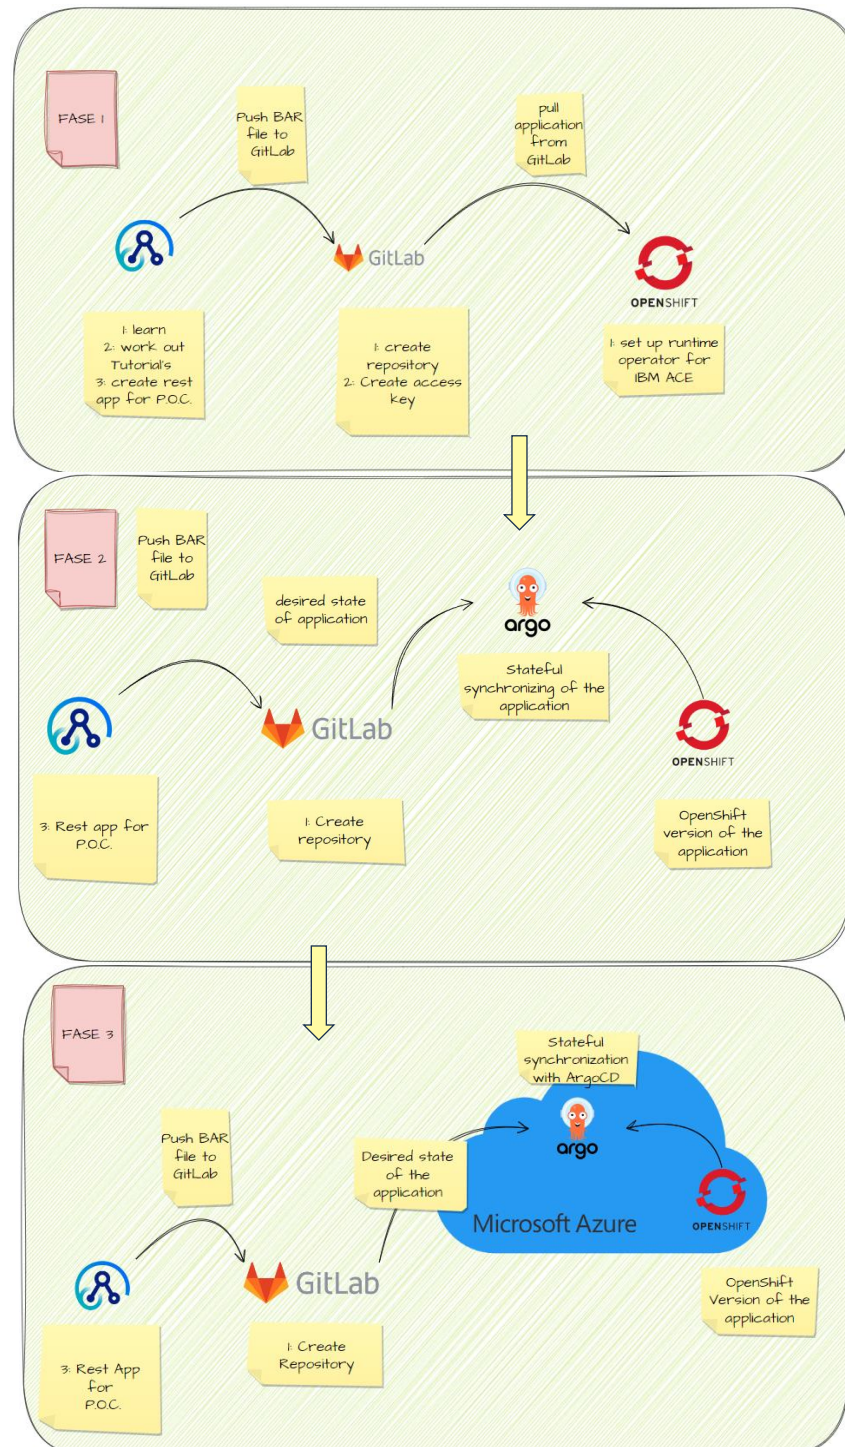 FASE 1
Push BAR
file to
GitLab
pull
application
from
GitLab
GitLab
OPENSHIFT
1: learn
2: work out
Tutorial's
3: create rest
app for P.O.C.
1: create
repository
2: Create access
key
1: set up runtime
operator for
IBM ACE
FASE 2
Push BAR
file to
GitLab
desired state
of application
argo
Stateful
synchronizing of the
application
GitLab
OPENSHIFT
3: Rest app for
P.O.C.
1: Create
repository
OpenShift
version of the
application
FASE 3
Stateful
synchronization
with ArgoCD
Push BAR
file to
GitLab
argo
Desired state
of the
application
Microsoft Azure
OPENSHIFT
GitLab
3: Rest App
for
P.O.C.
1: Create
Repository
OpenShift
Version of the
application